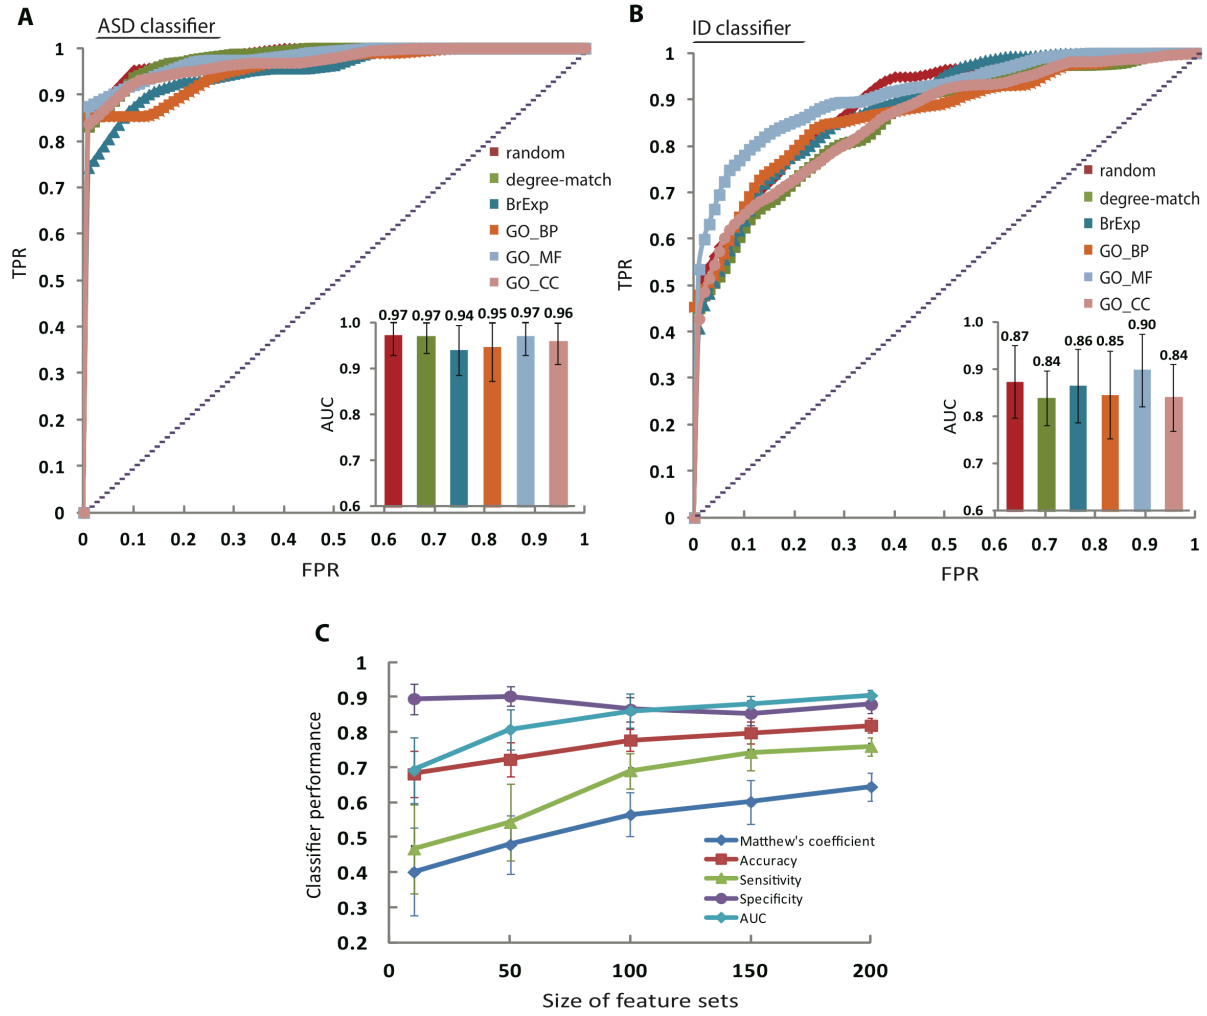 A
ASD classifier
1
0.9
0.8
0.7
0.6
0.5
0.4
0.3
0.2
0.1
0
TPR
0 0.1 0.2 0.3 0.4 0.5 0.6 0.7 0.8 0.9 1
FPR
random
degree-match
BrExp
GO_BP
GO_MF
GO_CC
0.97 0.97 0.94 0.95 0.97 0.96
1.0
0.9
0.8
0.7
0.6
AUC
B
ID classifier
1
0.9
0.8
0.7
0.6
0.5
0.4
0.3
0.2
0.1
0
TPR
0 0.1 0.2 0.3 0.4 0.5 0.6 0.7 0.8 0.9 1
FPR
random
degree-match
BrExp
GO_BP
GO_MF
GO_CC
0.87 0.84 0.86 0.85 0.90 0.84
1.0
0.9
0.8
0.7
0.6
AUC
C
1
0.9
0.8
0.7
0.6
0.5
0.4
0.3
0.2
Classifier performance
Matthew's coefficient
Accuracy
Sensitivity
Specificity
AUC
0 50 100 150 200
Size of feature sets